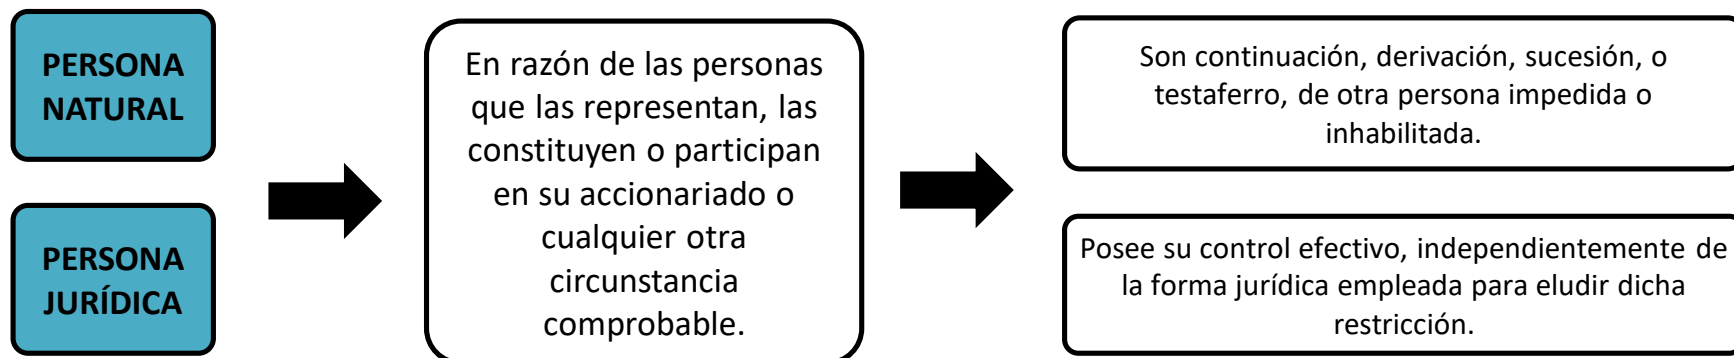 PERSONA
NATURAL
PERSONA
JURÍDICA
En razón de las personas
que las representan, las
constituyen o participan
en su accionariado o
cualquier otra
circunstancia
comprobable.
Son continuación, derivación, sucesión, o
testaferro, de otra persona impedida o
inhabilitada.
Posee su control efectivo, independientemente de
la forma jurídica empleada para eludir dicha
restricción.